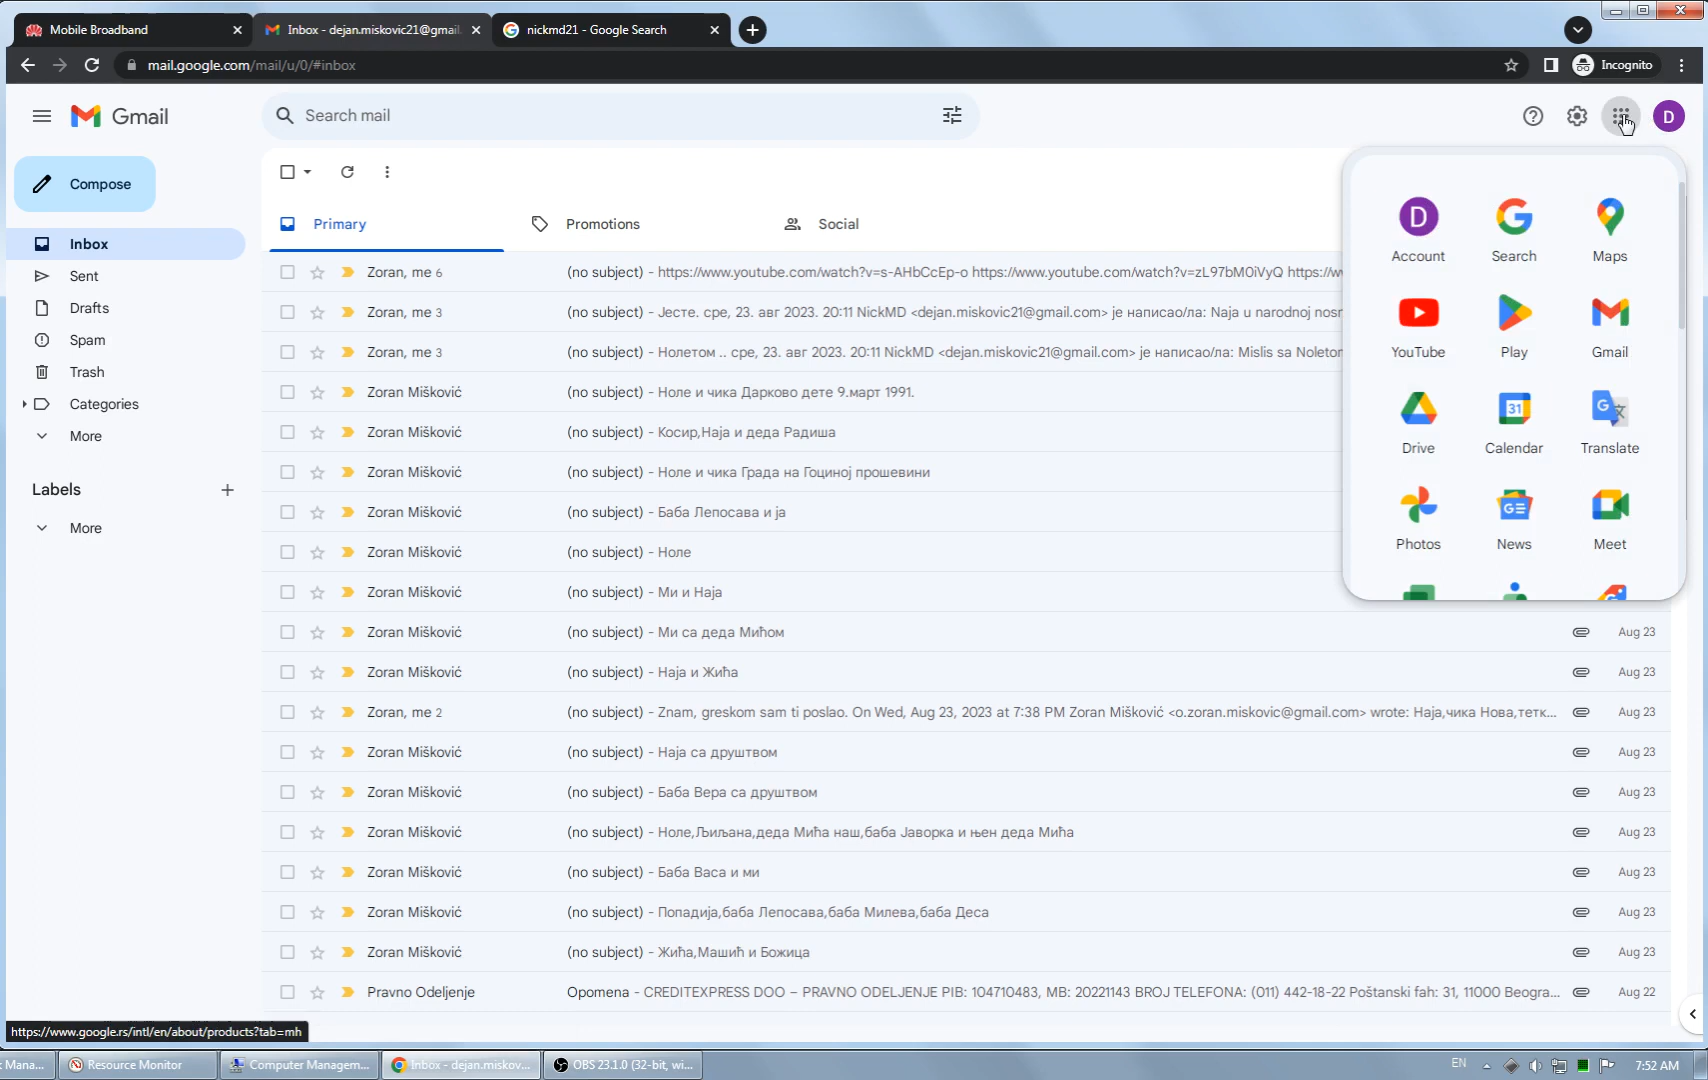 Mobile Broadband
Inbox - dejan.miskovic21@gmail.
nickmd21 - Google Search
mail.google.com/mail/u/0/#inbox
Incognito
Gmail
Search mail
D
Compose
Inbox
Sent
Drafts
Spam
Trash
Categories
More
Labels
More
Primary
Promotions
Social
Zoran, me 6 (no subject) - https://www.youtube.com/watch?v=s-AHbCcEp-o https://www.youtube.com/watch?v=zL97bM0iVyQ https://w
Zoran, me 3 (no subject) - Јесте. сре, 23. авг 2023. 20:11 NickMD <dejan.miskovic21@gmail.com> је написао/ла: Naja u narodnoj nosr
Zoran, me 3 (no subject) - Нолетом .. сре, 23. авг 2023. 20:11 NickMD <dejan.miskovic21@gmail.com> је написао/ла: Mislis sa Noleton
Zoran Mišković (no subject) - Ноле и чика Дарково дете 9.март 1991.
Zoran Mišković (no subject) - Косир,Наја и деда Радиша
Zoran Mišković (no subject) - Ноле и чика Града на Гоциној прошевини
Zoran Mišković (no subject) - Баба Лепосава и ја
Zoran Mišković (no subject) - Ноле
Zoran Mišković (no subject) - Ми и Наја
Zoran Mišković (no subject) - Ми са деда Мићом Aug 23
Zoran Mišković (no subject) - Наја и Жића Aug 23
Zoran, me 2 (no subject) - Znam, greskom sam ti poslao. On Wed, Aug 23, 2023 at 7:38 PM Zoran Mišković <o.zoran.miskovic@gmail.com> wrote: Наја,чика Нова,тетк... Aug 23
Zoran Mišković (no subject) - Наја са друштвом Aug 23
Zoran Mišković (no subject) - Баба Вера са друштвом Aug 23
Zoran Mišković (no subject) - Ноле,Љиљана,деда Мића наш,баба Јаворка и њен деда Мића Aug 23
Zoran Mišković (no subject) - Баба Васа и ми Aug 23
Zoran Mišković (no subject) - Попадија,баба Лепосава,баба Милева,баба Деса Aug 23
Zoran Mišković (no subject) - Жића,Машић и Божица Aug 23
Pravno Odeljenje Opomena - CREDITEXPRESS DOO – PRAVNO ODELJENJE PIB: 104710483, MB: 20221143 BROJ TELEFONA: (011) 442-18-22 Poštanski fah: 31, 11000 Beogra... Aug 22
D
Account Search Maps
YouTube Play Gmail
31
Drive Calendar Translate
Photos News Meet
https://www.google.rs/intl/en/about/products?tab=mh
k Mana...
Resource Monitor
Computer Managem...
Inbox - dejan.miskov...
OBS 23.1.0 (32-bit, wi...
EN
7:52 AM